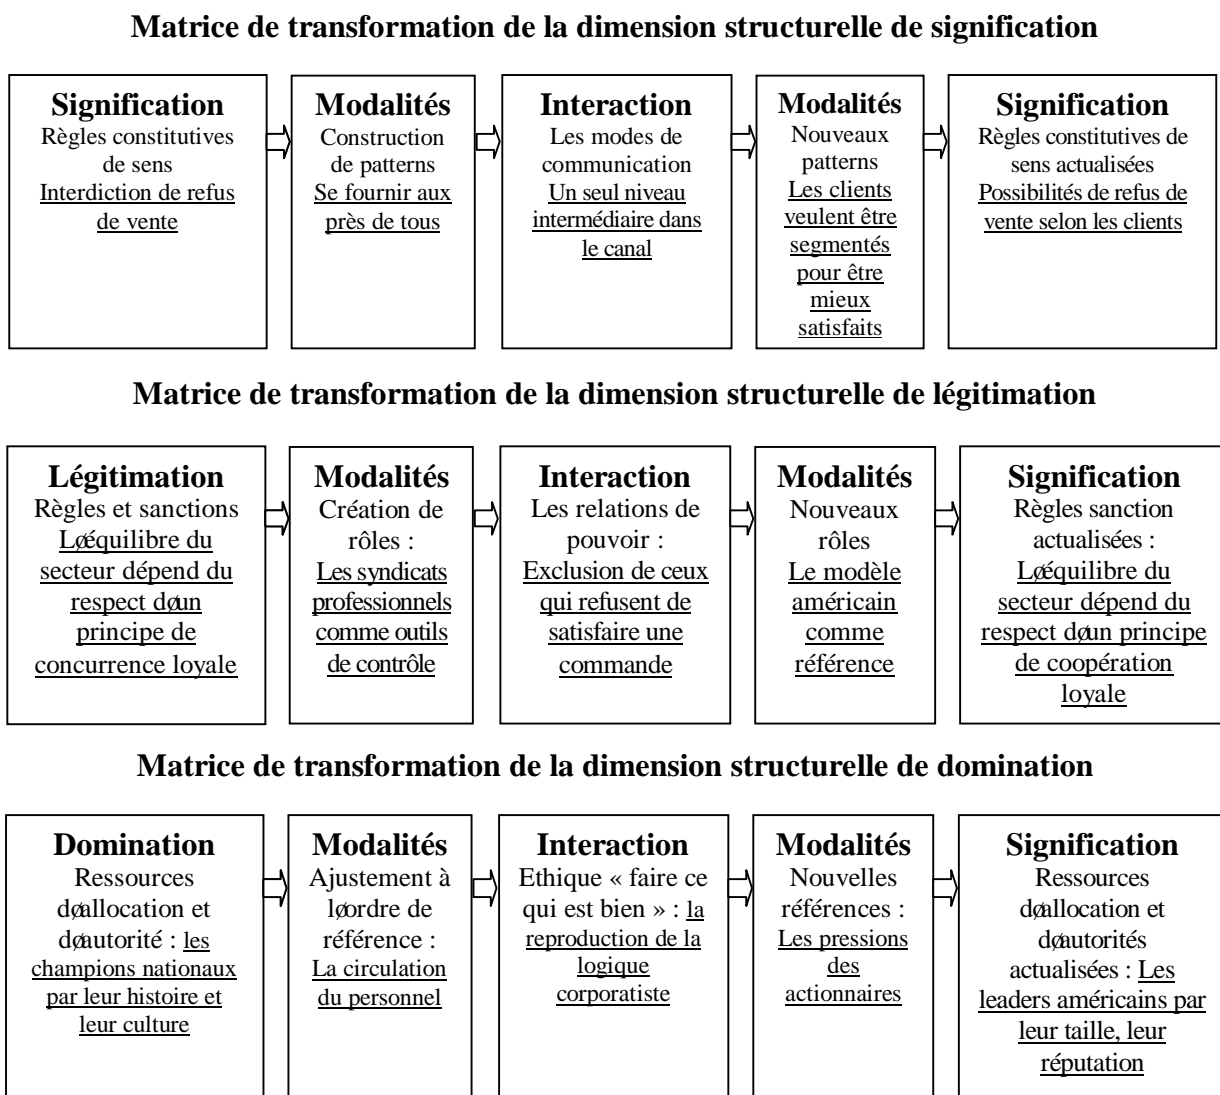 Matrice de transformation de la dimension structurelle de signification
Signification
Règles constitutives
de sens
Interdiction de refus
de vente
Modalités
Construction
de patterns
Se fournir aux
près de tous
Interaction
Les modes de
communication
Un seul niveau
intermédiaire dans
le canal
Modalités
Nouveaux
patterns
Les clients
veulent être
segmentés
pour être
mieux
satisfaits
Signification
Règles constitutives de
sens actualisées
Possibilités de refus de
vente selon les clients
Matrice de transformation de la dimension structurelle de légitimation
Légitimation
Règles et sanctions
Løéquilibre du
secteur dépend du
respect døun
principe de
concurrence loyale
Modalités
Création de
rôles :
Les syndicats
professionnels
comme outils
de contrôle
Interaction
Les relations de
pouvoir :
Exclusion de ceux
qui refusent de
satisfaire une
commande
Modalités
Nouveaux
rôles
Le modèle
américain
comme
référence
Signification
Règles sanction
actualisées :
Løéquilibre du
secteur dépend du
respect døun principe
de coopération
loyale
Matrice de transformation de la dimension structurelle de domination
Domination
Ressources
døallocation et
døautorité : les
champions nationaux
par leur histoire et
leur culture
Modalités
Ajustement à
løordre de
référence :
La circulation
du personnel
Interaction
Ethique « faire ce
qui est bien » : la
reproduction de la
logique
corporatiste
Modalités
Nouvelles
références :
Les pressions
des
actionnaires
Signification
Ressources
døallocation et
døautorités
actualisées : Les
leaders américains par
leur taille, leur
réputation